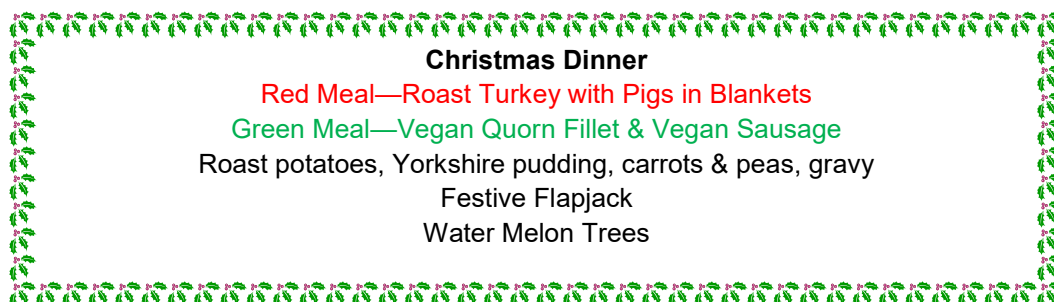 Christmas Dinner
Red Meal—Roast Turkey with Pigs in Blankets
Green Meal—Vegan Quorn Fillet & Vegan Sausage
Roast potatoes, Yorkshire pudding, carrots & peas, gravy
Festive Flapjack
Water Melon Trees